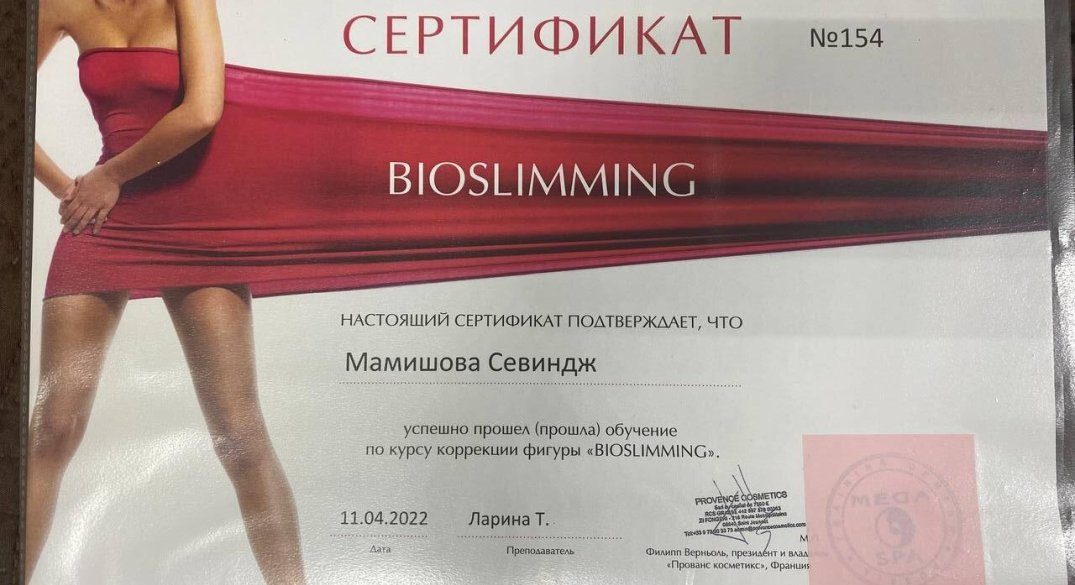 СЕРТИФИКАТ №154
BIOSLIMMING
НАСТОЯЩИЙ СЕРТИФИКАТ ПОДТВЕРЖДАЕТ, ЧТО
Мамишова Севиндж
успешно прошел (прошла) обучение
по курсу коррекции фигуры «BIOSLIMMING».
PROVENCE COSMETICS
11.04.2022 Ларина Т.
Дата Преподаватель
Филипп Верньоль, президент и влад
"Прованс косметикс", Франция
MEGA
SPA